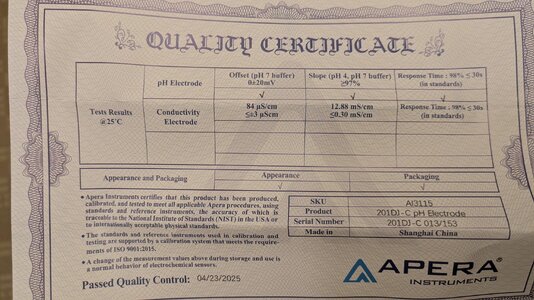 QUALITY CERTIFICATE
pH Electrode Offset (pH 7 buffer) Slope (pH 4, pH 7 buffer) Response Time : 98% ≤ 30s
0±20mV ≥97% (in standards)
√ √ √
Tests Results Conductivity 84 μS/cm 12.88 mS/cm Response Time : 98% ≤ 30s
@25°C Electrode ≤±3 μS/cm ≤0.30 mS/cm (in standards)
Appearance and Packaging Appearance Packaging
√ √
• Apera Instruments certifies that this product has been produced,
calibrated, and tested to meet all applicable Apera procedures, using
standards and reference instruments, the accuracy of which is
traceable to the National Institute of Standards (NIST) in the USA or
to internationally acceptable physical standards.
• The standards and reference instruments used in calibration and
testing are supported by a calibration system that meets the require-
ments of ISO 9001:2015.
• A change of the measurement values above during storage and use is
a normal behavior of electrochemical sensors.
Passed Quality Control: 04/23/2025
SKU AI3115
Product 201DJ-C pH Electrode
Serial Number 201DJ-C 013/153
Made in Shanghai China
APERA
INSTRUMENTS